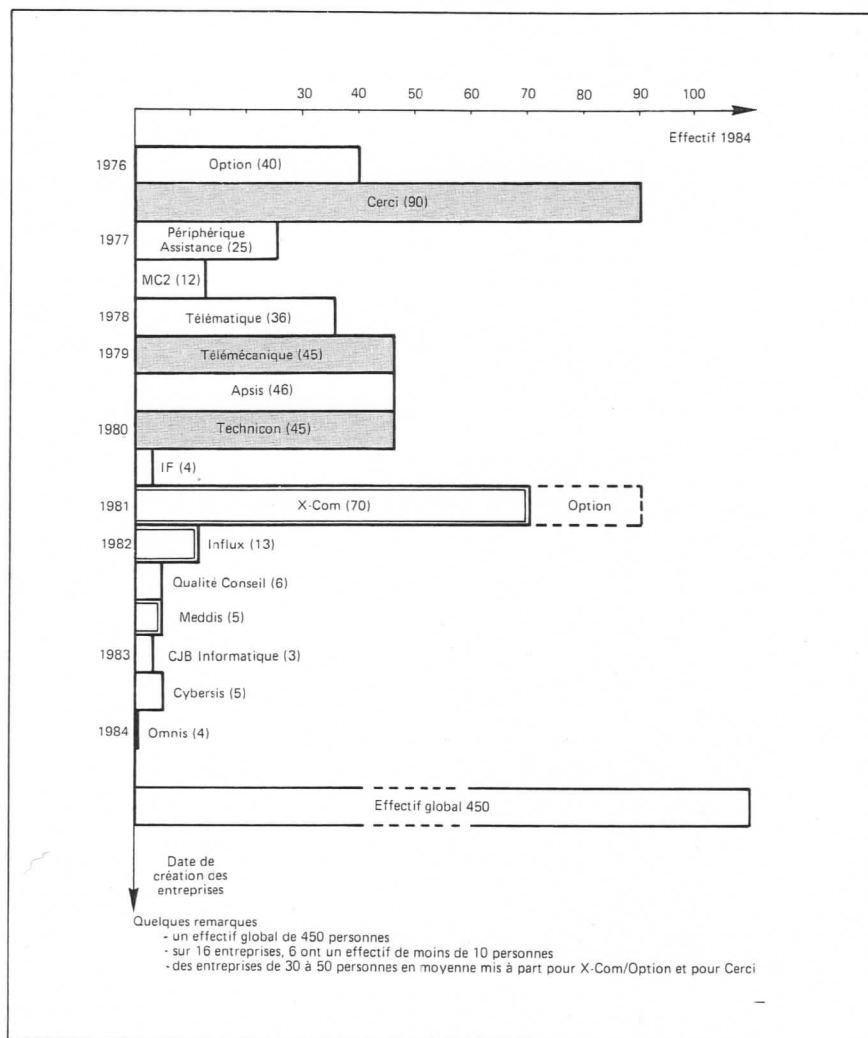 30 40 50 60 70 80 90 100
Effectif 1984
1976
Option (40)
Cerci (90)
1977
Périphérique
Assistance (25)
MC2 (12)
1978
Télématique (36)
1979
Télémécanique (45)
Apsis (46)
1980
Technicon (45)
IF (4)
1981
X-Com (70)
Option
1982
Influx (13)
Qualité Conseil (6)
Meddis (5)
1983
CJB Informatique (3)
Cybersis (5)
1984
Omnis (4)
Effectif global 450
Date de
création des
entreprises
Quelques remarques
- un effectif global de 450 personnes
- sur 16 entreprises, 6 ont un effectif de moins de 10 personnes
- des entreprises de 30 à 50 personnes en moyenne mis à part pour X-Com/Option et pour Cerci